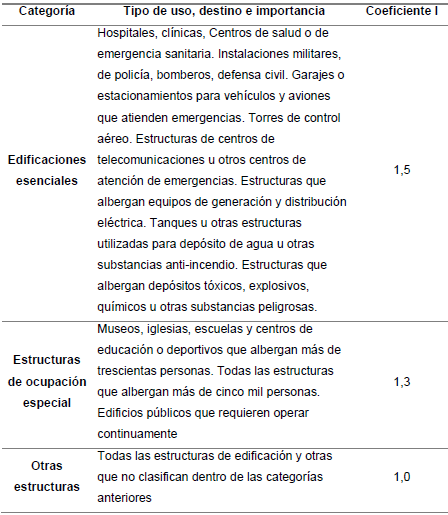 Categoría Tipo de uso, destino e importancia Coeficiente I
Hospitales, clínicas, Centros de salud o de
emergencia sanitaria. Instalaciones militares,
de policía, bomberos, defensa civil. Garajes o
estacionamientos para vehículos y aviones
que atienden emergencias. Torres de control
aéreo. Estructuras de centros de
Edificaciones esenciales
telecomunicaciones u otros centros de
atención de emergencias. Estructuras que
albergan equipos de generación y distribución
eléctrica. Tanques u otras estructuras
utilizadas para depósito de agua u otras
substancias anti-incendio. Estructuras que
albergan depósitos tóxicos, explosivos,
químicos u otras substancias peligrosas.
1,5
Estructuras
de ocupación
especial
Museos, iglesias, escuelas y centros de
educación o deportivos que albergan más de
trescientas personas. Todas las estructuras
que albergan más de cinco mil personas.
Edificios públicos que requieren operar
continuamente
1,3
Otras
estructuras
Todas las estructuras de edificación y otras
que no clasifican dentro de las categorías
anteriores
1,0